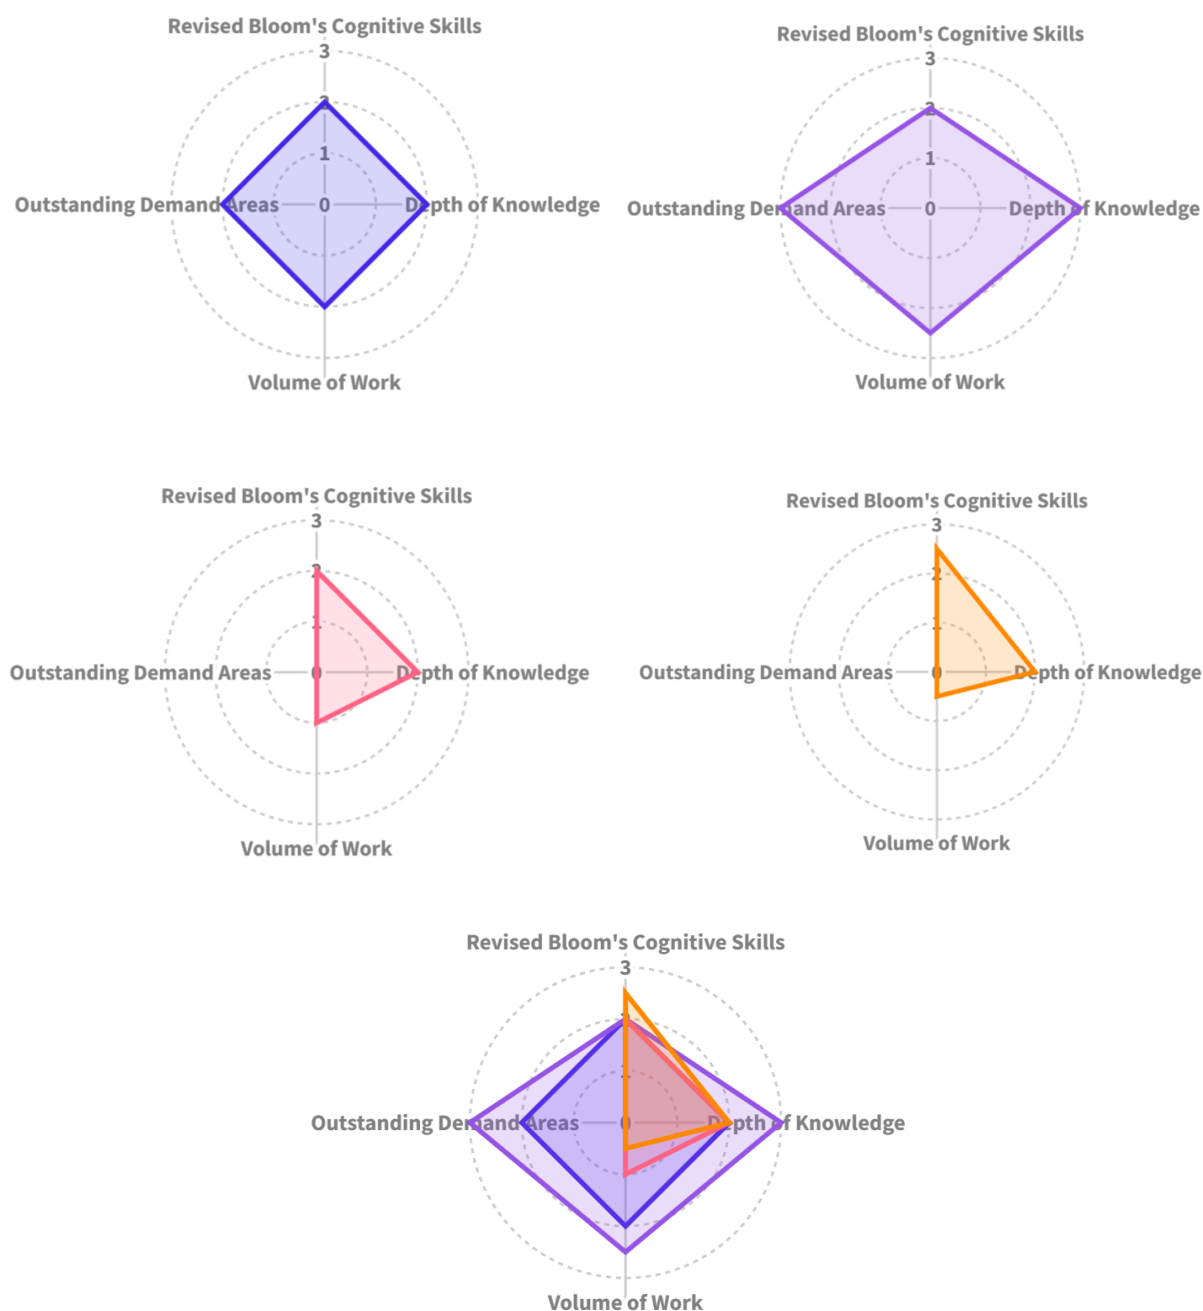 Revised Bloom's Cognitive Skills
3
2
1
Outstanding Demand Areas 0 Depth of Knowledge
Volume of Work
Revised Bloom's Cognitive Skills
3
2
1
Outstanding Demand Areas 0 Depth of Knowledge
Volume of Work
Revised Bloom's Cognitive Skills
3
2
1
Outstanding Demand Areas 0 Depth of Knowledge
Volume of Work
Revised Bloom's Cognitive Skills
3
2
1
Outstanding Demand Areas 0 Depth of Knowledge
Volume of Work
Revised Bloom's Cognitive Skills
3
2
1
Outstanding Demand Areas 0 Depth of Knowledge
Volume of Work